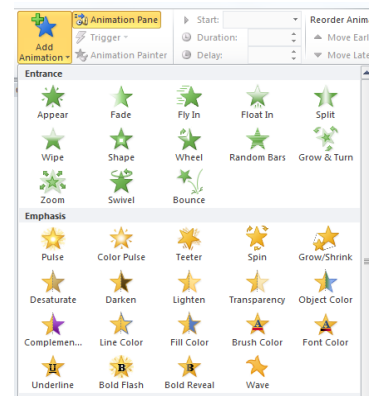 Animation Pane Start: Reorder Anim
Add Trigger Duration: Move Earl
Animation Animation Painter Delay: Move Late
Entrance
Appear Fade Fly In Float In Split
Wipe Shape Wheel Random Bars Grow & Turn
Zoom Swivel Bounce
Emphasis
Pulse Color Pulse Teeter Spin Grow/Shrink
Desaturate Darken Lighten Transparency Object Color
Complemen... Line Color Fill Color Brush Color Font Color
Underline Bold Flash Bold Reveal Wave